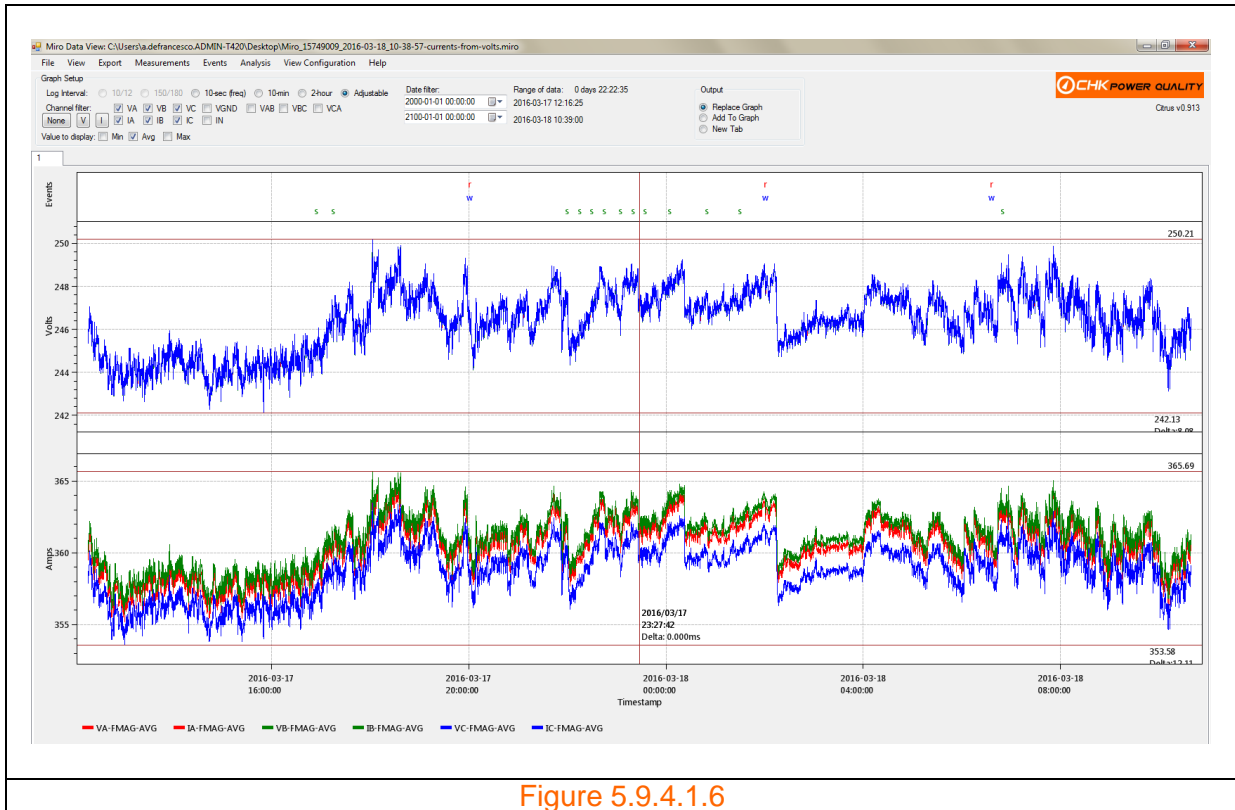 Miro Data View: C:\Users\a.defrancesco.ADMIN-T420\Desktop\Miro_15749009_2016-03-18_10-38-57-currents-from-volts.miro
File View Export Measurements Events Analysis View Configuration Help
Graph Setup
Log Interval: 10/12 150/180 10-sec (freq) 10-min 2-hour Adjustable
Channel filter: VA VB VC VGND VAB VBC VCA
None V I IA IB IC IN
Value to display: Min Avg Max
Date filter:
2000-01-01 00:00:00
2100-01-01 00:00:00
Range of data: 0 days 22:22:35
2016-03-17 12:16:25
2016-03-18 10:39:00
Output
Replace Graph
Add To Graph
New Tab
CHK POWER QUALITY
Citrus v0.913
1
Events
r r r
w w w
s s s s s s s s s s s s s
250.21
Volts
250
248
246
244
242
242.13
Delta:8.08
365.69
Amps
365
360
355
2016/03/17
23:27:42
Delta: 0.000ms
353.58
Delta:12.11
2016-03-17 2016-03-17 2016-03-18 2016-03-18 2016-03-18
16:00:00 20:00:00 00:00:00 04:00:00 08:00:00
Timestamp
VA-FMAG-AVG IA-FMAG-AVG VB-FMAG-AVG IB-FMAG-AVG VC-FMAG-AVG IC-FMAG-AVG
Figure 5.9.4.1.6